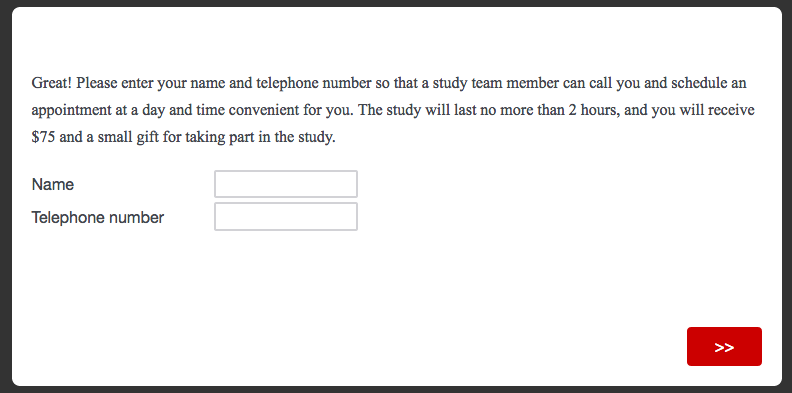 Great! Please enter your name and telephone number so that a study team member can call you and schedule an
appointment at a day and time convenient for you. The study will last no more than 2 hours, and you will receive
$75 and a small gift for taking part in the study.
Name
Telephone number
>>